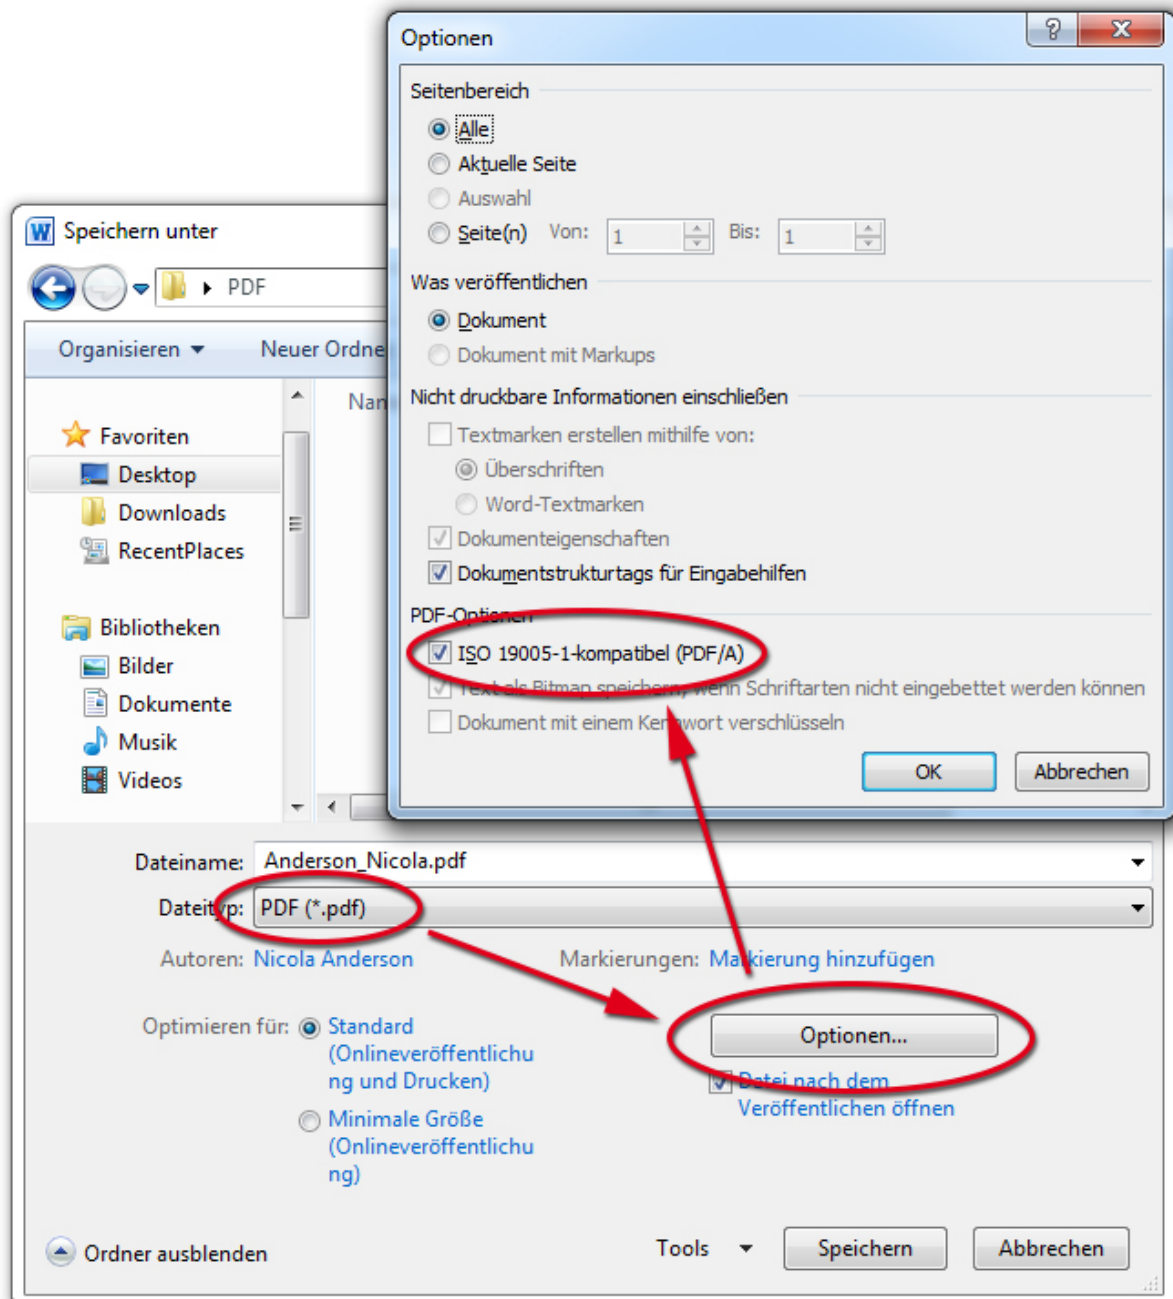 Optionen
Seitenbereich
Alle
Aktuelle Seite
Auswahl
Seite(n) Von: 1 Bis: 1
Was veröffentlichen
Dokument
Dokument mit Markups
Nicht druckbare Informationen einschließen
Textmarken erstellen mithilfe von:
Überschriften
Word-Textmarken
Dokumenteigenschaften
Dokumentstrukturtags für Eingabehilfen
PDF-Optionen
ISO 19005-1-kompatibel (PDF/A)
Text als Bitmap speichern, wenn Schriftarten nicht eingebettet werden können
Dokument mit einem Kennwort verschlüsseln
OK Abbrechen
Speichern unter
PDF
Organisieren Neuer Ordne
Nan
Favoriten
Desktop
Downloads
RecentPlaces
Bibliotheken
Bilder
Dokumente
Musik
Videos
Dateiname: Anderson_Nicola.pdf
Dateityp: PDF (*.pdf)
Autoren: Nicola Anderson Markierungen: Markierung hinzufügen
Optimieren für: Standard
(Onlineveröffentlichu
ng und Drucken)
Minimale Größe
(Onlineveröffentlichu
ng)
Optionen...
Datei nach dem
Veröffentlichen öffnen
Ordner ausblenden Tools Speichern Abbrechen